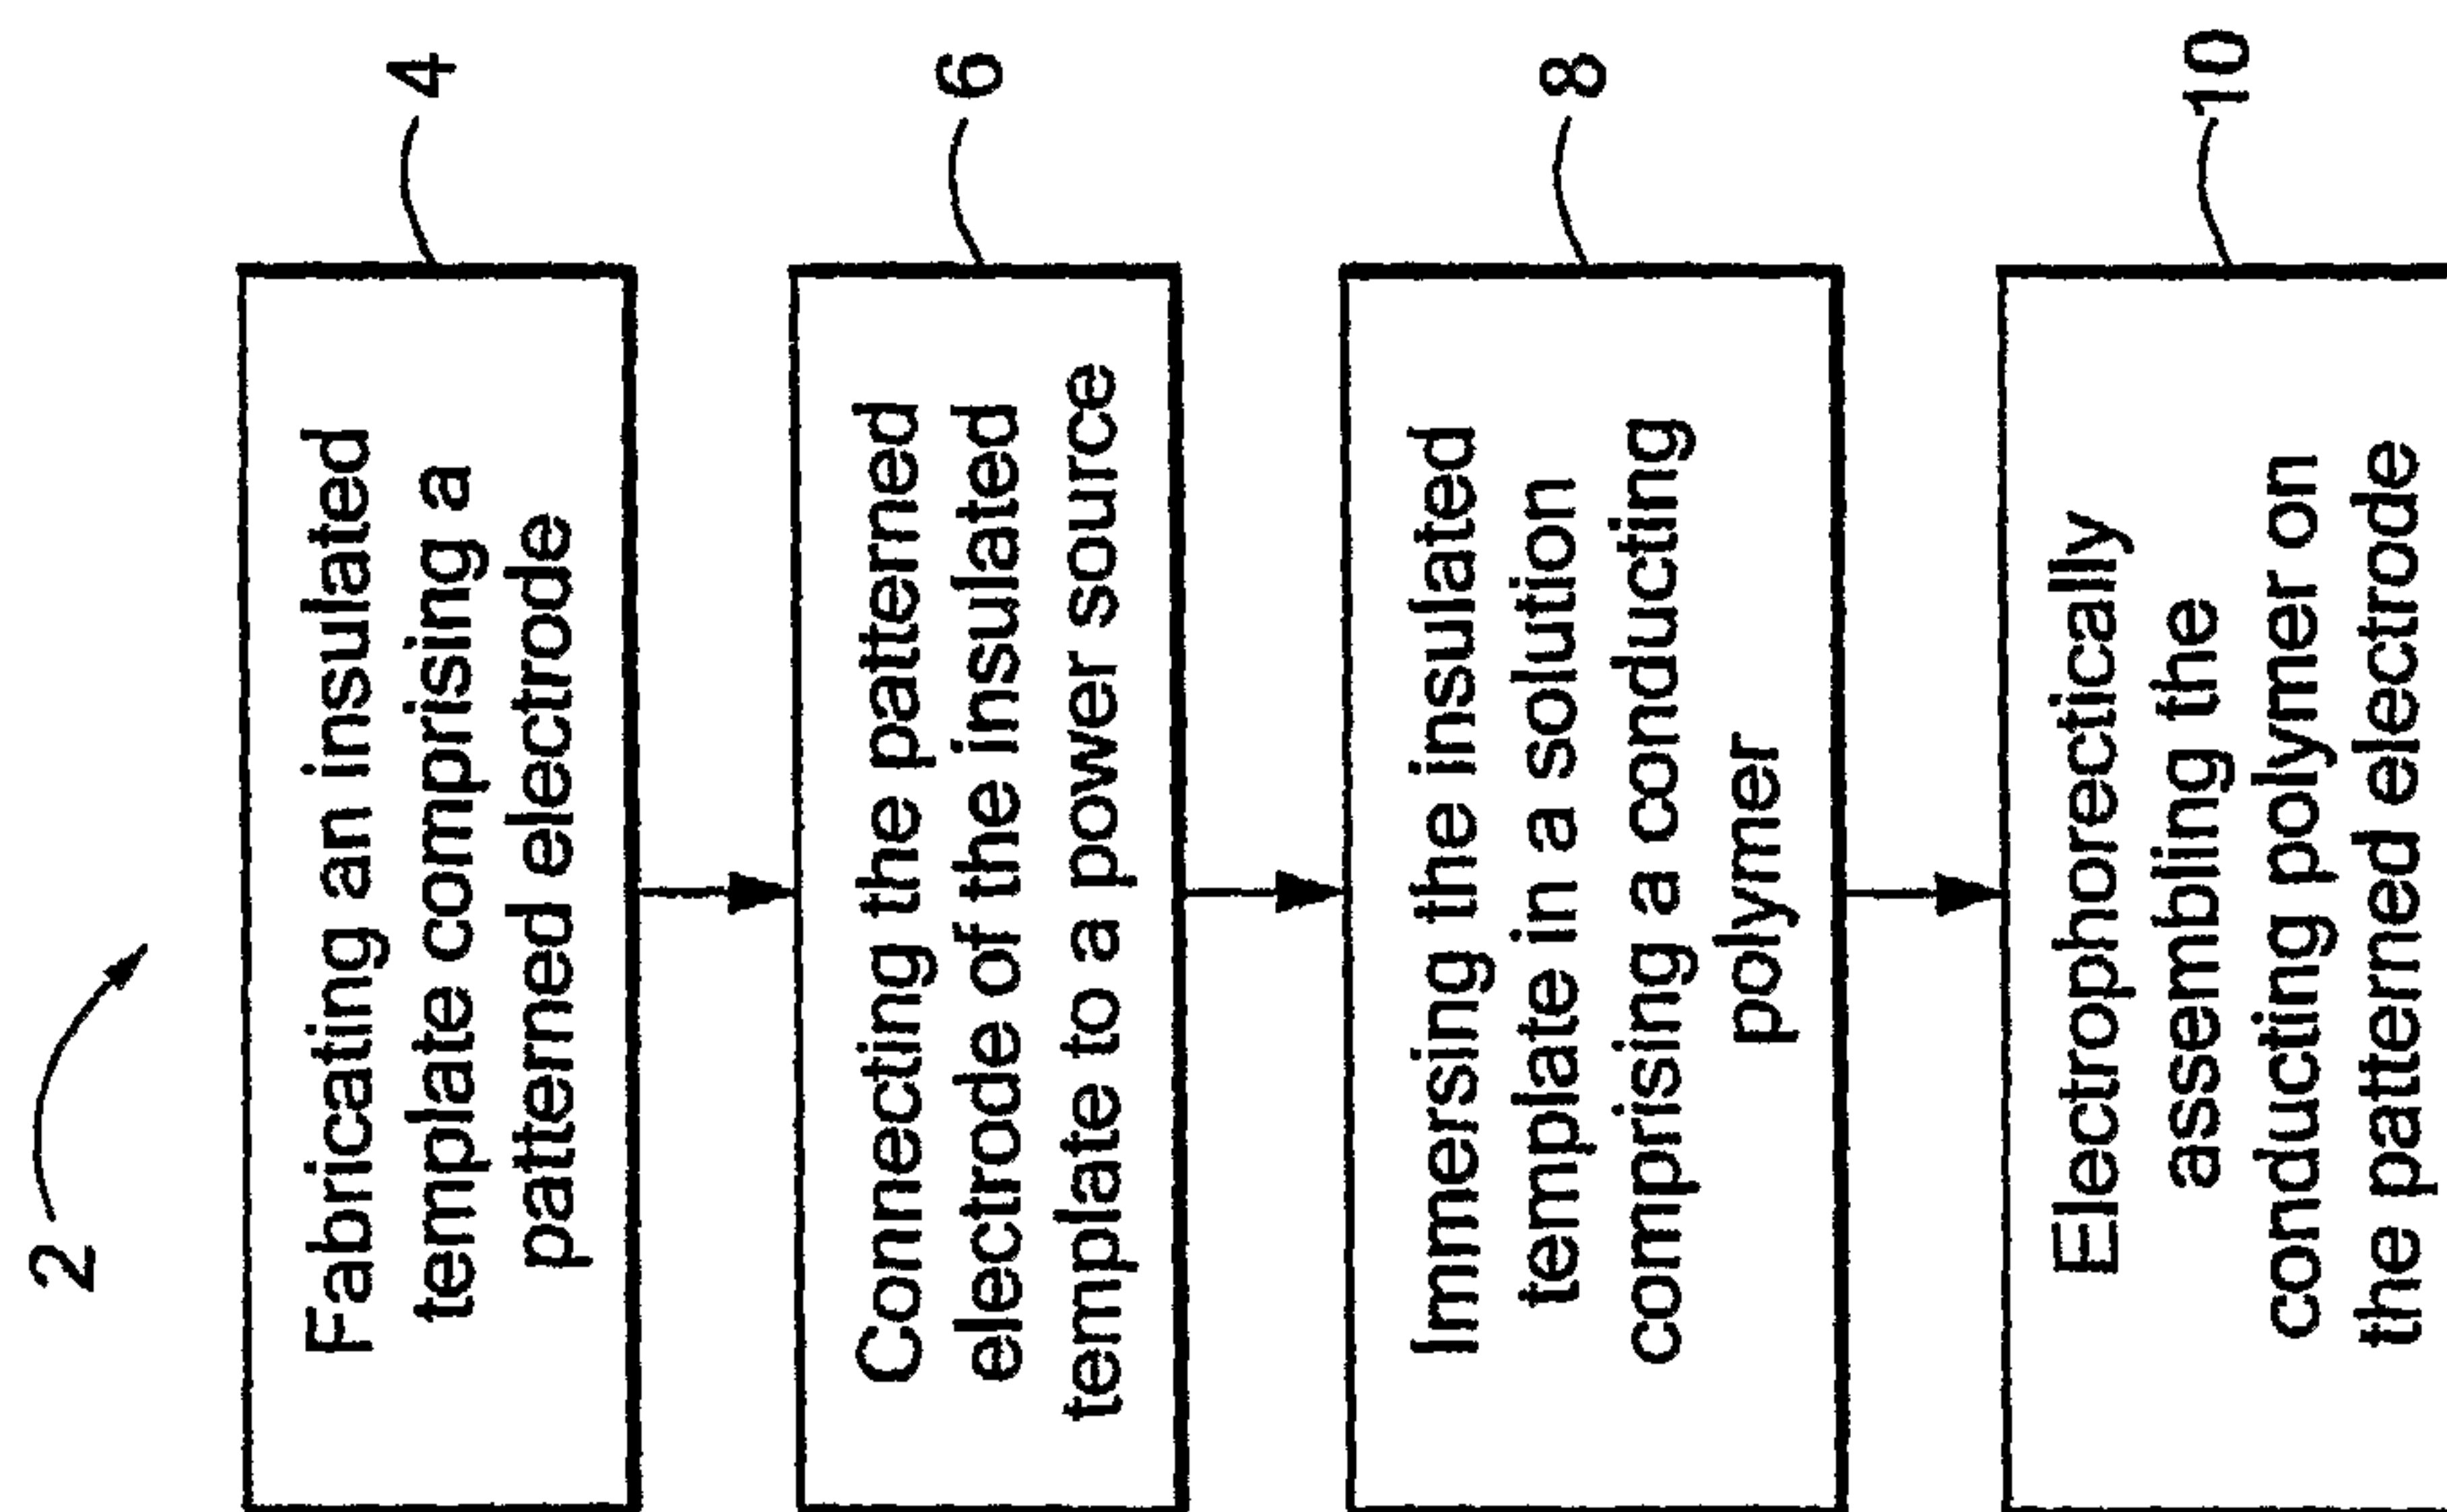 2
Fabricating an insulated
template comprising a
patterned electrode
4
Connecting the patterned
electrode of the insulated
template to a power source
6
Immersing the insulated
template in a solution
comprising a conducting
polymer
8
Electrophorectically
assembling the
conducting polymer on
the patterned electrode
10